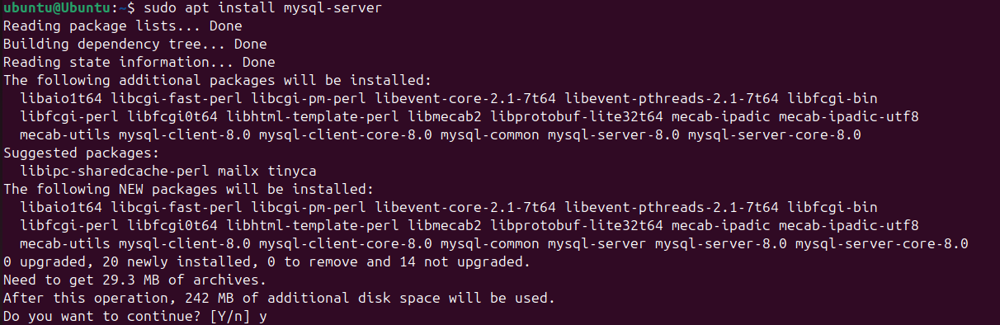 ubuntu@Ubuntu:~$ sudo apt install mysql-server
Reading package lists... Done
Building dependency tree... Done
Reading state information... Done
The following additional packages will be installed:
  libaio1t64 libcgi-fast-perl libcgi-pm-perl libevent-core-2.1-7t64 libevent-pthreads-2.1-7t64 libfcgi-bin
  libfcgi-perl libfcgi0t64 libhtml-template-perl libmecab2 libprotobuf-lite32t64 mecab-ipadic mecab-ipadic-utf8
  mecab-utils mysql-client-8.0 mysql-client-core-8.0 mysql-common mysql-server-8.0 mysql-server-core-8.0
Suggested packages:
  libipc-sharedcache-perl mailx tinyca
The following NEW packages will be installed:
  libaio1t64 libcgi-fast-perl libcgi-pm-perl libevent-core-2.1-7t64 libevent-pthreads-2.1-7t64 libfcgi-bin
  libfcgi-perl libfcgi0t64 libhtml-template-perl libmecab2 libprotobuf-lite32t64 mecab-ipadic mecab-ipadic-utf8
  mecab-utils mysql-client-8.0 mysql-client-core-8.0 mysql-common mysql-server mysql-server-8.0 mysql-server-core-8.0
0 upgraded, 20 newly installed, 0 to remove and 14 not upgraded.
Need to get 29.3 MB of archives.
After this operation, 242 MB of additional disk space will be used.
Do you want to continue? [Y/n] y